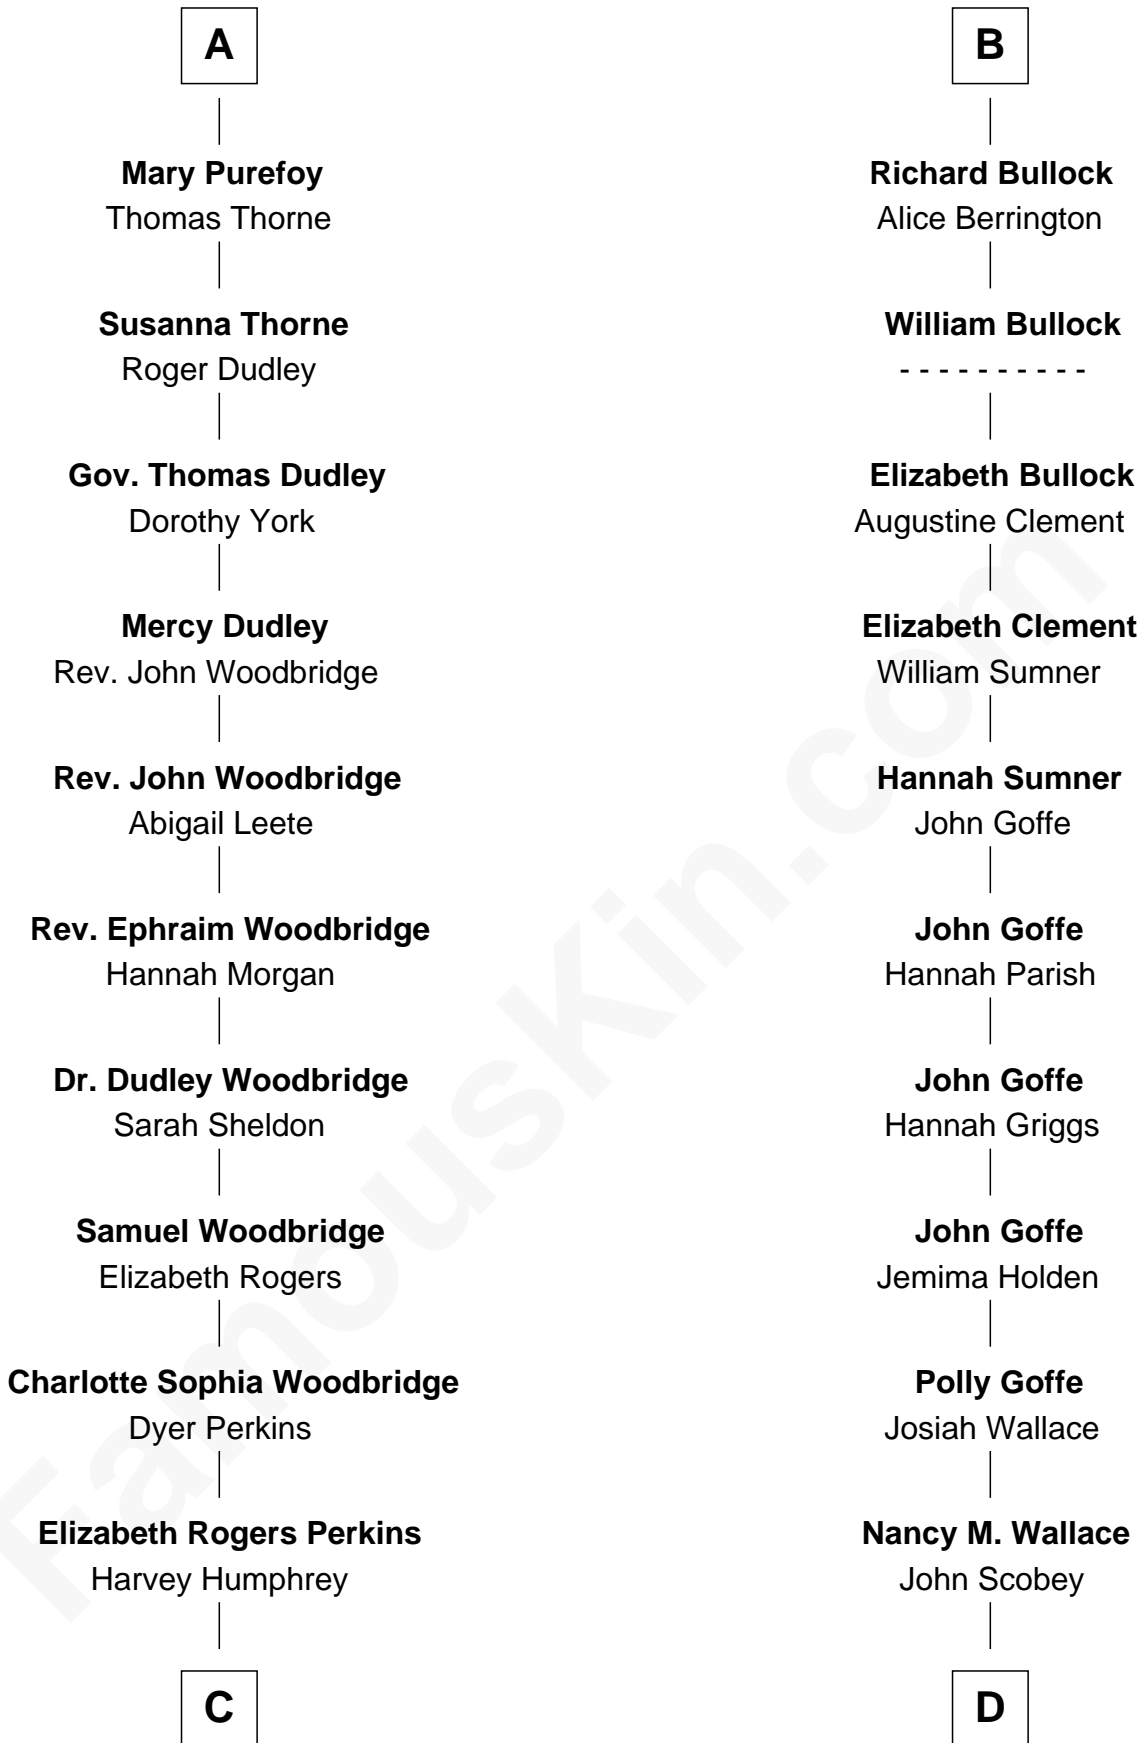 A
Mary Purefoy
Thomas Thorne
Susanna Thorne
Roger Dudley
Gov. Thomas Dudley
Dorothy York
Mercy Dudley
Rev. John Woodbridge
Rev. John Woodbridge
Abigail Leete
Rev. Ephraim Woodbridge
Hannah Morgan
Dr. Dudley Woodbridge
Sarah Sheldon
Samuel Woodbridge
Elizabeth Rogers
Charlotte Sophia Woodbridge
Dyer Perkins
Elizabeth Rogers Perkins
Harvey Humphrey
C
B
Richard Bullock
Alice Berrington
William Bullock
- - - - - - - - - -
Elizabeth Bullock
Augustine Clement
Elizabeth Clement
William Sumner
Hannah Sumner
John Goffe
John Goffe
Hannah Parish
John Goffe
Hannah Griggs
John Goffe
Jemima Holden
Polly Goffe
Josiah Wallace
Nancy M. Wallace
John Scobey
D
FamousKin.com